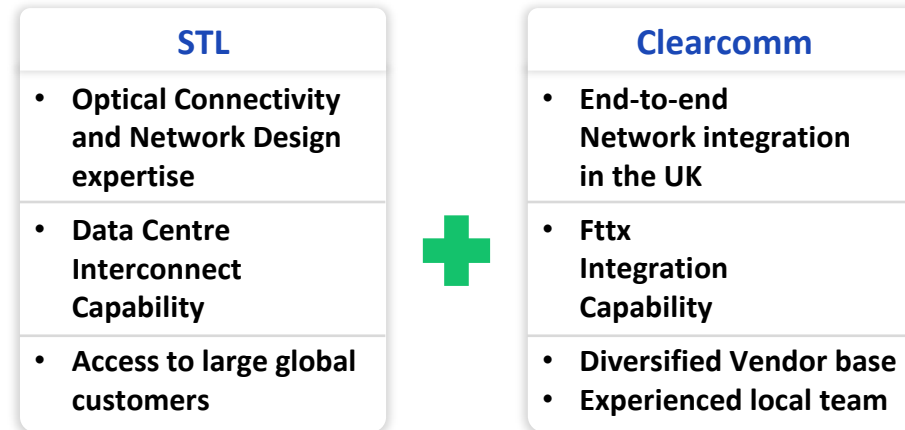 STL
• Optical Connectivity
and Network Design
expertise
• Data Centre
Interconnect
Capability
• Access to large global
customers
Clearcomm
• End-to-end
Network integration
in the UK
• Fttx
Integration
Capability
• Diversified Vendor base
• Experienced local team